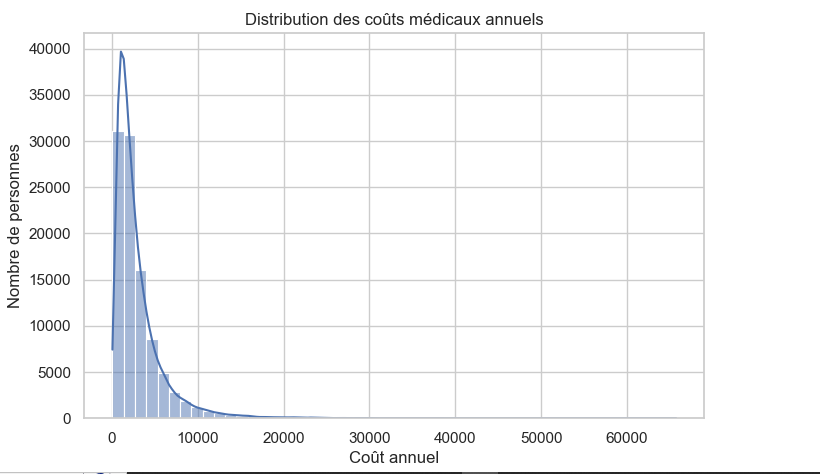 Distribution des coûts médicaux annuels
Nombre de personnes
40000
35000
30000
25000
20000
15000
10000
5000
0
0 10000 20000 30000 40000 50000 60000
Coût annuel